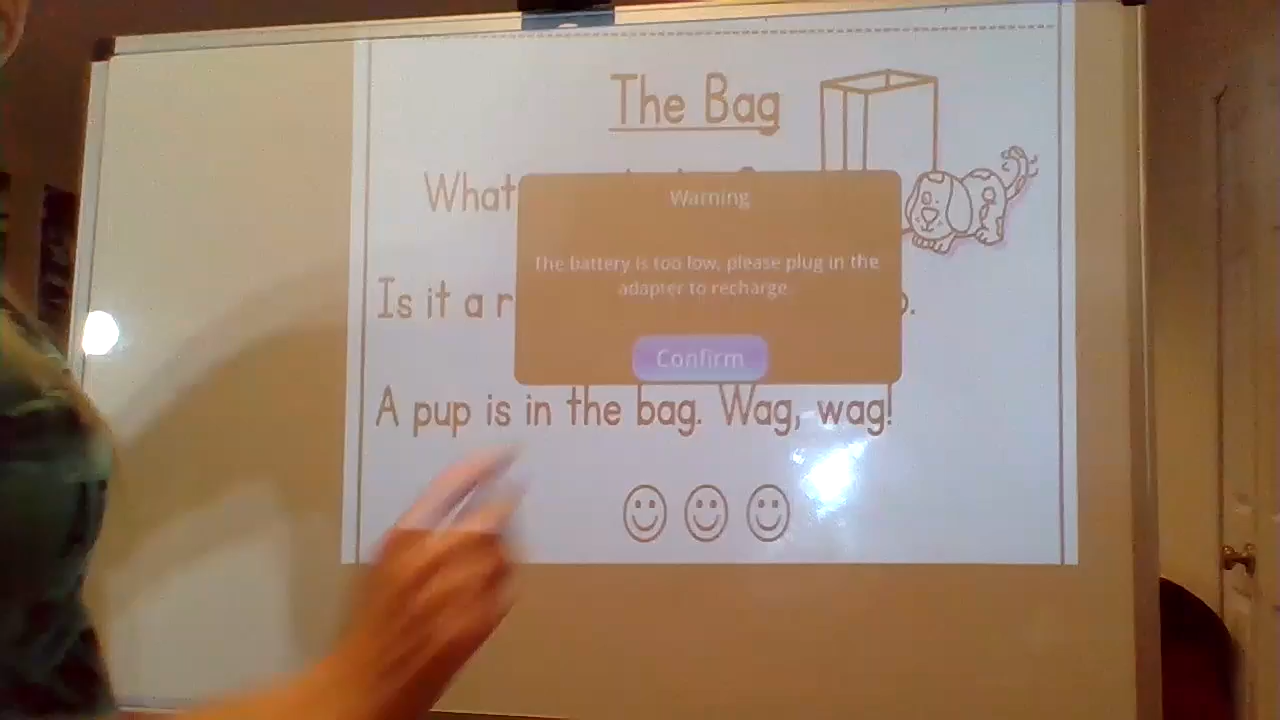 The Bag
What
Warning
The battery is too low, please plug in the
adapter to recharge.
Is it a r
Confirm
A pup is in the bag. Wag, wag!